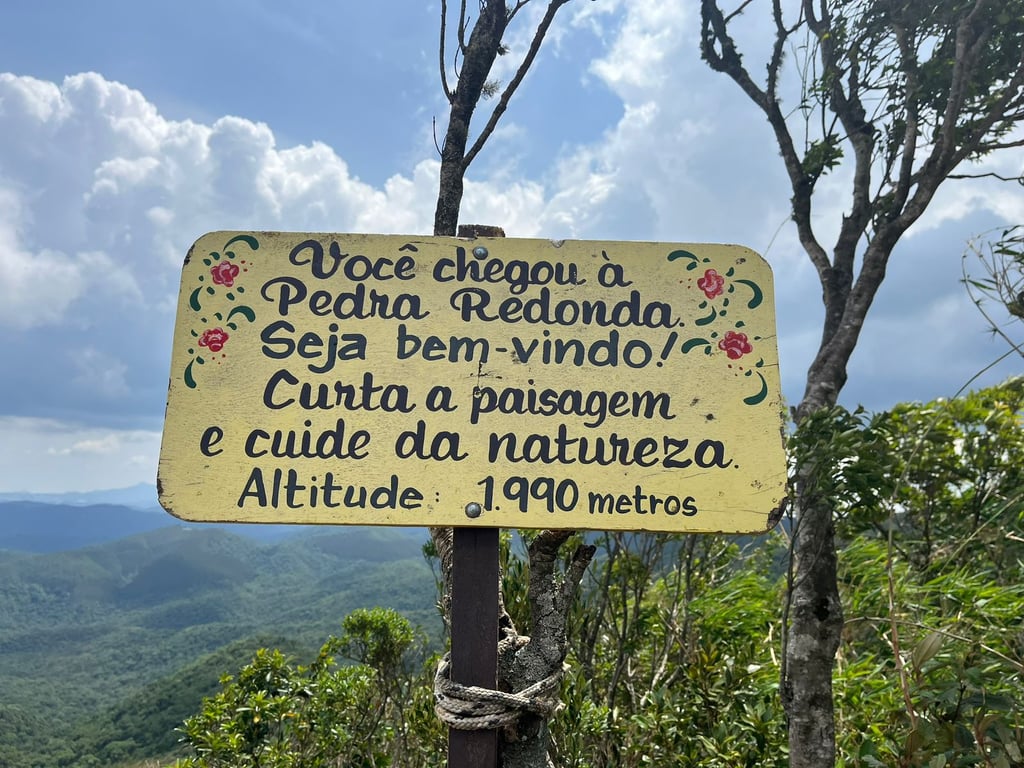 Você chegou à
Pedra Redonda.
Seja bem-vindo!
Curta a paisagem
e cuide da natureza.
Altitude: 1.990 metros